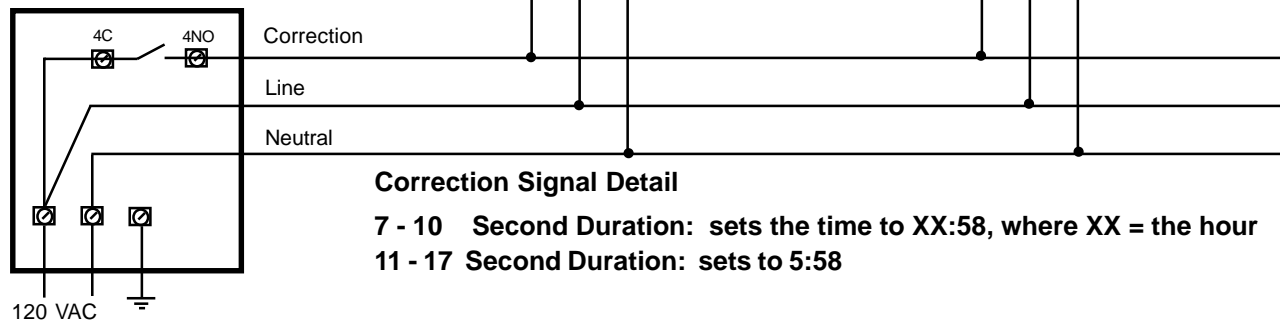 4C
4NO
Correction
Line
Neutral
Correction Signal Detail
7 - 10 Second Duration: sets the time to XX:58, where XX = the hour
11 - 17 Second Duration: sets to 5:58
120 VAC